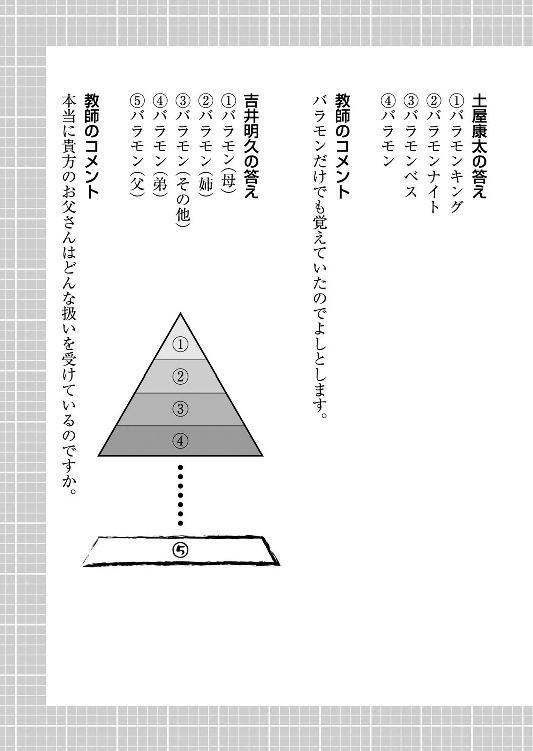 土屋康太の答え
①バラモンキング
②バラモンナイト
③バラモンベス
④バラモン
教師のコメント
バラモンだけでも覚えていたのでよしとします。
吉井明久の答え
①バラモン(母)
②バラモン(姉)
③バラモン(その他)
④バラモン(弟)
⑤バラモン(父)
①
②
③
④
⑤
教師のコメント
本当に貴方のお父さんはどんな扱いを受けているのですか。